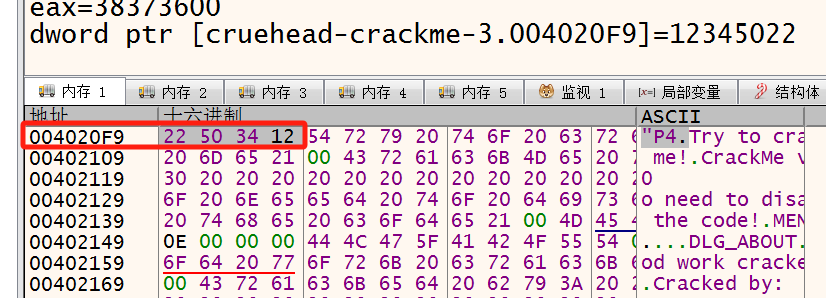 eax=38373600
dword ptr [cruehead-crackme-3.004020F9]=12345022
内存 1 内存 2 内存 3 内存 4 内存 5 监视 1 [x=] 局部变量 结构体
地址 十六进制 ASCII
004020F9 22 50 34 12 54 72 79 20 74 6F 20 63 72 6 "P4.Try to cra
00402109 20 6D 65 21 00 43 72 61 63 6B 4D 65 20 7 me!.CrackMe v
00402119 30 20 20 20 20 20 20 20 20 20 20 20 20 2 0
00402129 6F 20 6E 65 65 64 20 74 6F 20 64 69 73 6 o need to disa
00402139 20 74 68 65 20 63 6F 64 65 21 00 4D 45 4 the code!.MEN
00402149 0E 00 00 00 44 4C 47 5F 41 42 4F 55 54 0 ....DLG_ABOUT.
00402159 6F 64 20 77 6F 72 6B 20 63 72 61 63 6B 6 od work cracke
00402169 00 43 72 61 63 6B 65 64 20 62 79 3A 20 2 .Cracked by: